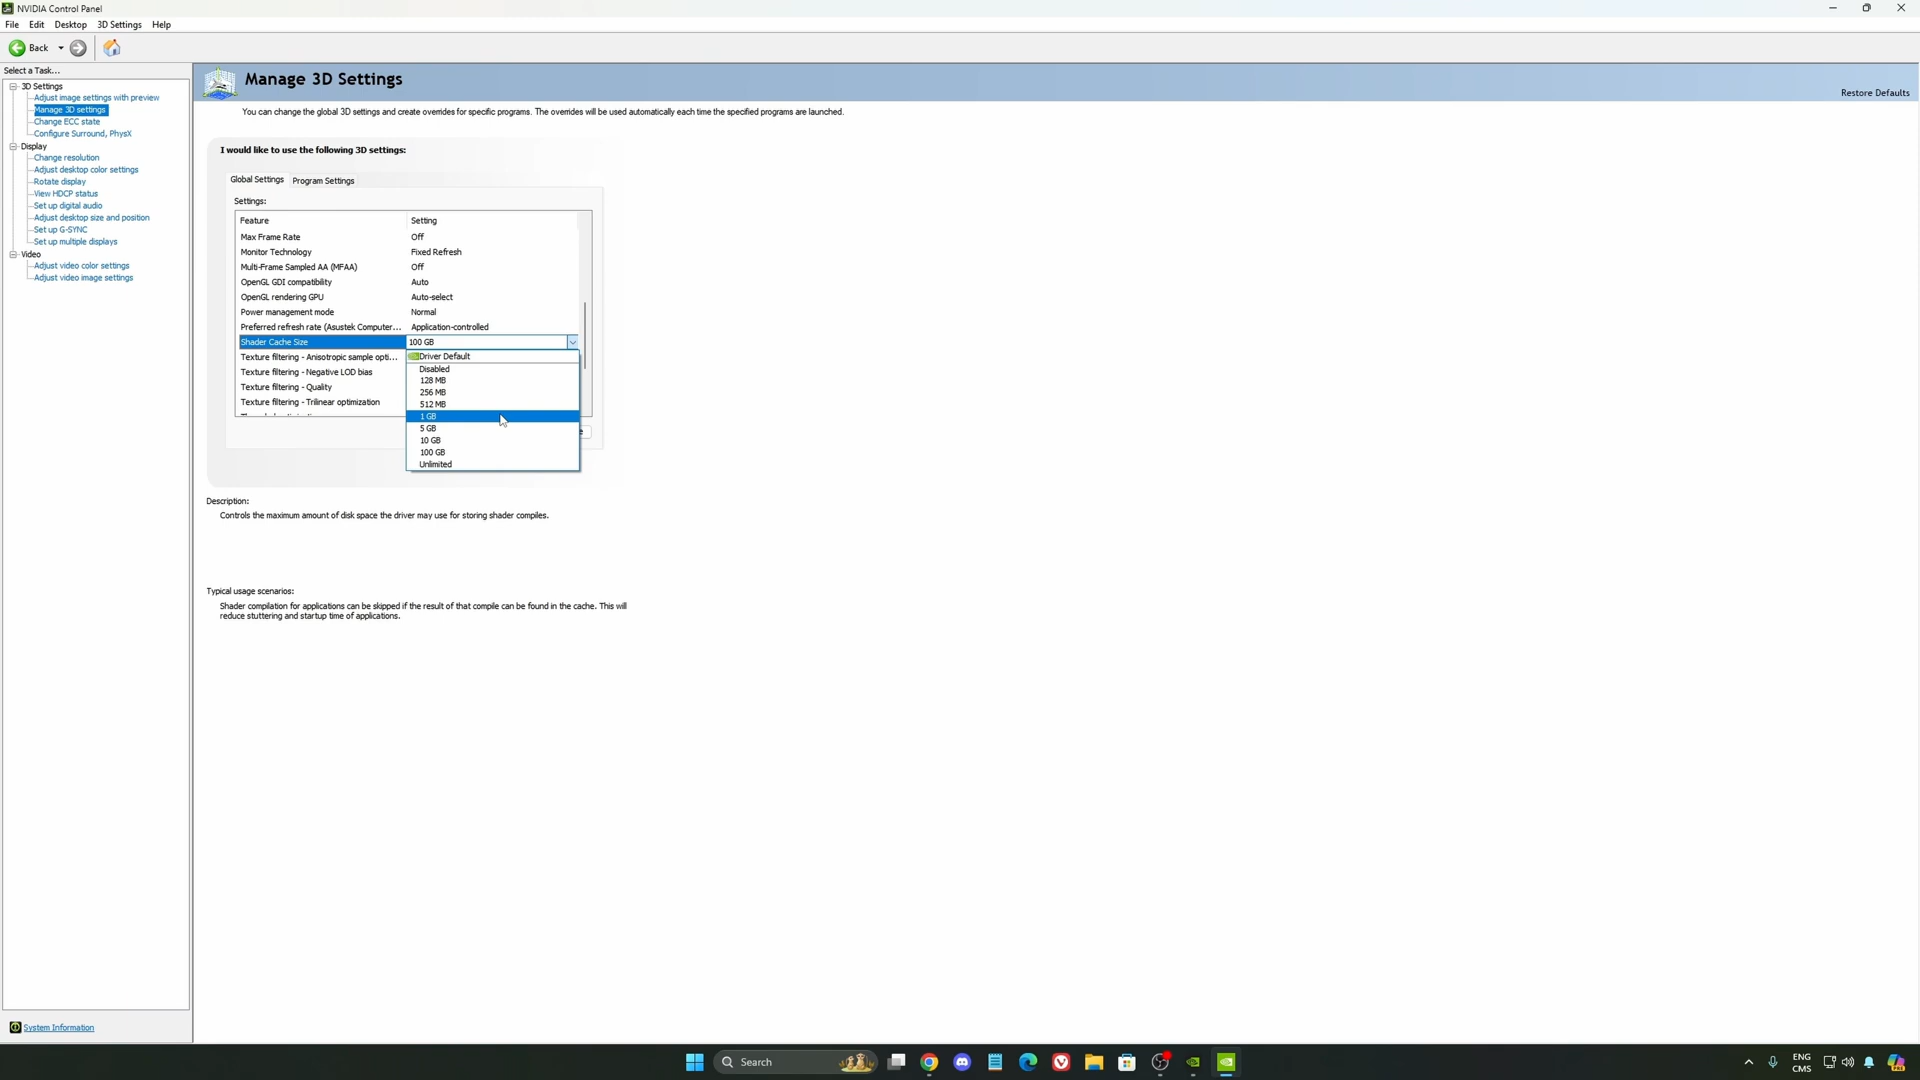 NVIDIA Control Panel
File Edit Desktop 3D Settings Help
Back
Select a Task...
3D Settings
Adjust image settings with preview
Manage 3D settings
Change ECC state
Configure Surround, PhysX
Display
Change resolution
Adjust desktop color settings
Rotate display
View HDCP status
Set up digital audio
Adjust desktop size and position
Set up G-SYNC
Set up multiple displays
Video
Adjust video color settings
Adjust video image settings
System Information
Manage 3D Settings
Restore Defaults
You can change the global 3D settings and create overrides for specific programs. The overrides will be used automatically each time the specified programs are launched.
I would like to use the following 3D settings:
Global Settings Program Settings
Settings:
Feature Setting
Max Frame Rate Off
Monitor Technology Fixed Refresh
Multi-Frame Sampled AA (MFAA) Off
OpenGL GDI compatibility Auto
OpenGL rendering GPU Auto-select
Power management mode Normal
Preferred refresh rate (Asustek Computer... Application-controlled
Shader Cache Size 100 GB
Texture filtering - Anisotropic sample opti...
Texture filtering - Negative LOD bias
Texture filtering - Quality
Texture filtering - Trilinear optimization
Driver Default
Disabled
128 MB
256 MB
512 MB
1 GB
5 GB
10 GB
100 GB
Unlimited
Description:
Controls the maximum amount of disk space the driver may use for storing shader compiles.
Typical usage scenarios:
Shader compilation for applications can be skipped if the result of that compile can be found in the cache. This will
reduce stuttering and startup time of applications.
Search
ENG
CMS